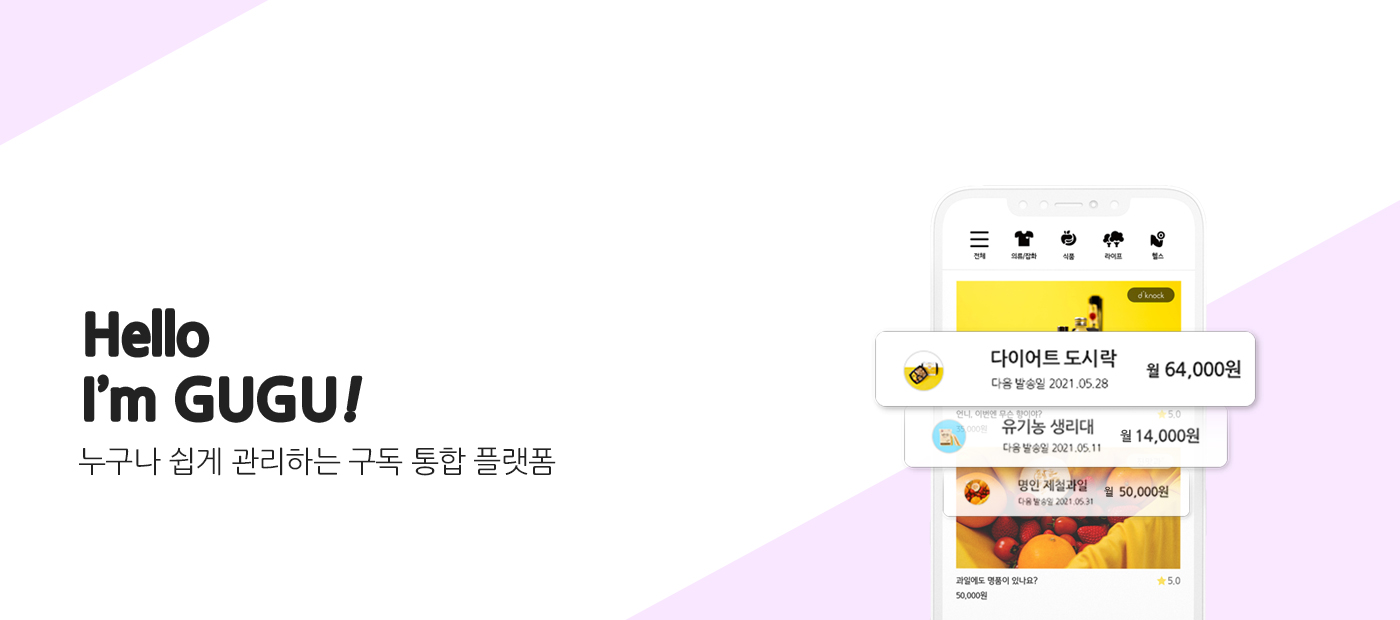 Hello
I'm GUGU!
누구나 쉽게 관리하는 구독 통합 플랫폼
전체 의류/잡화 식품 라이프 헬스
d'knock
다이어트 도시락
다음 발송일 2021.05.28
월 64,000원
언니, 이번엔 무슨 향이야?
5.0
35,000원
유기농 생리대
다음 발송일 2021.05.11
월 14,000원
명인 제철과일
다음 발송일 2021.05.31
월 50,000원
과일에도 명품이 있나요?
5.0
50,000원